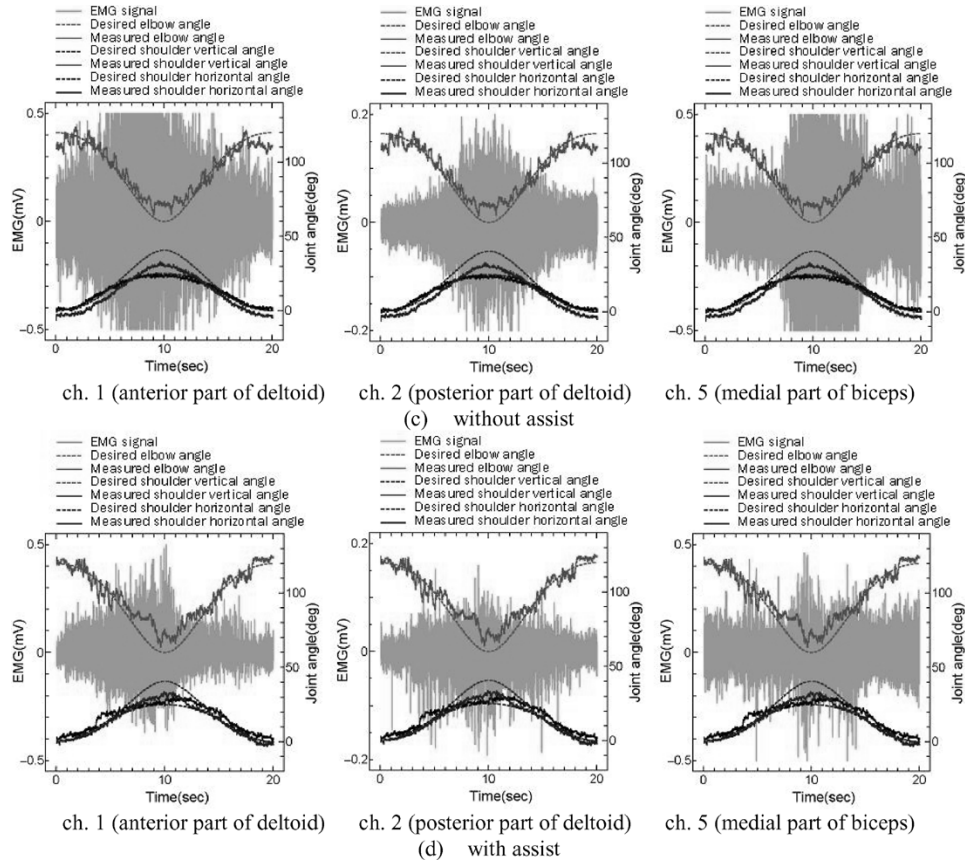 EMG signal
Desired elbow angle
Measured elbow angle
Desired shoulder vertical angle
Measured shoulder vertical angle
Desired shoulder horizontal angle
Measured shoulder horizontal angle
0.5
0
−0.5
EMG(mV)
100
50
0
Joint angle(deg)
0
10
20
Time(sec)
ch. 1 (anterior part of deltoid)
EMG signal
Desired elbow angle
Measured elbow angle
Desired shoulder vertical angle
Measured shoulder vertical angle
Desired shoulder horizontal angle
Measured shoulder horizontal angle
0.2
0
−0.2
EMG(mV)
100
50
0
Joint angle(deg)
0
10
20
Time(sec)
ch. 2 (posterior part of deltoid)
EMG signal
Desired elbow angle
Measured elbow angle
Desired shoulder vertical angle
Measured shoulder vertical angle
Desired shoulder horizontal angle
Measured shoulder horizontal angle
0.5
0
−0.5
EMG(mV)
100
50
0
Joint angle(deg)
0
10
20
Time(sec)
ch. 5 (medial part of biceps)
(c) without assist
EMG signal
Desired elbow angle
Measured elbow angle
Desired shoulder vertical angle
Measured shoulder vertical angle
Desired shoulder horizontal angle
Measured shoulder horizontal angle
0.5
0
−0.5
EMG(mV)
100
50
0
Joint angle(deg)
0
10
20
Time(sec)
ch. 1 (anterior part of deltoid)
EMG signal
Desired elbow angle
Measured elbow angle
Desired shoulder vertical angle
Measured shoulder vertical angle
Desired shoulder horizontal angle
Measured shoulder horizontal angle
0.2
0
−0.2
EMG(mV)
100
50
0
Joint angle(deg)
0
10
20
Time(sec)
ch. 2 (posterior part of deltoid)
EMG signal
Desired elbow angle
Measured elbow angle
Desired shoulder vertical angle
Measured shoulder vertical angle
Desired shoulder horizontal angle
Measured shoulder horizontal angle
0.5
0
−0.5
EMG(mV)
100
50
0
Joint angle(deg)
0
10
20
Time(sec)
ch. 5 (medial part of biceps)
(d) with assist